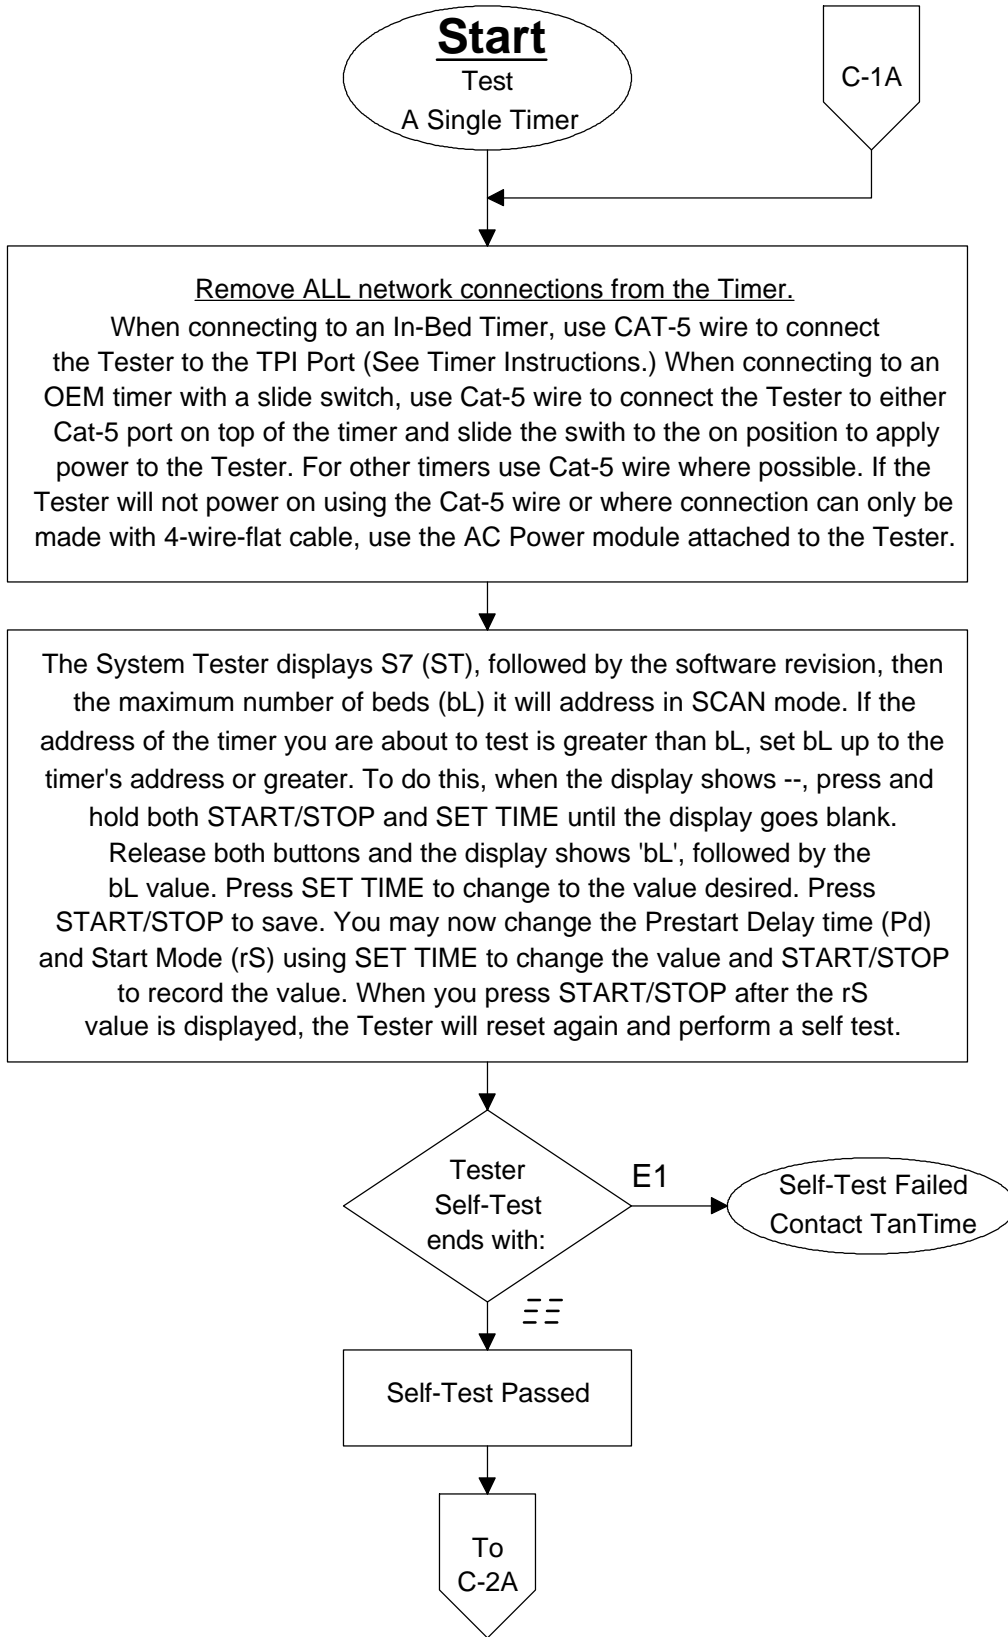 Start
Test
A Single Timer
C-1A
Remove ALL network connections from the Timer.
When connecting to an In-Bed Timer, use CAT-5 wire to connect
the Tester to the TPI Port (See Timer Instructions.) When connecting to an
OEM timer with a slide switch, use Cat-5 wire to connect the Tester to either
Cat-5 port on top of the timer and slide the swith to the on position to apply
power to the Tester. For other timers use Cat-5 wire where possible. If the
Tester will not power on using the Cat-5 wire or where connection can only be
made with 4-wire-flat cable, use the AC Power module attached to the Tester.
The System Tester displays S7 (ST), followed by the software revision, then
the maximum number of beds (bL) it will address in SCAN mode. If the
address of the timer you are about to test is greater than bL, set bL up to the
timer's address or greater. To do this, when the display shows --, press and
hold both START/STOP and SET TIME until the display goes blank.
Release both buttons and the display shows 'bL', followed by the
bL value. Press SET TIME to change to the value desired. Press
START/STOP to save. You may now change the Prestart Delay time (Pd)
and Start Mode (rS) using SET TIME to change the value and START/STOP
to record the value. When you press START/STOP after the rS
value is displayed, the Tester will reset again and perform a self test.
Tester
Self-Test
ends with:
E1
Self-Test Failed
Contact TanTime
Self-Test Passed
To
C-2A